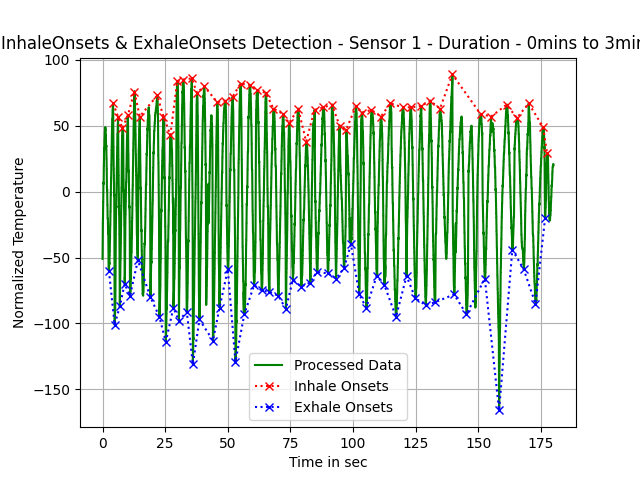 InhaleOnsets & ExhaleOnsets Detection - Sensor 1 - Duration - 0mins to 3min
100
50
0
−50
−100
−150
Normalized Temperature
Processed Data
Inhale Onsets
Exhale Onsets
0 25 50 75 100 125 150 175
Time in sec